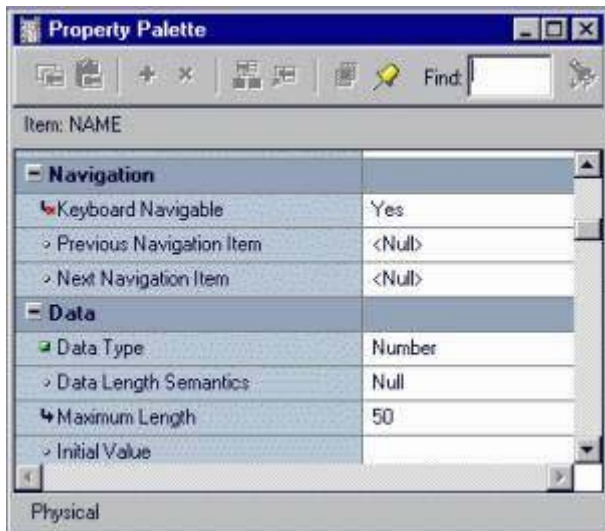 Property Palette
Find:
Item: NAME
Navigation
Keyboard Navigable Yes
Previous Navigation Item <Null>
Next Navigation Item <Null>
Data
Data Type Number
Data Length Semantics Null
Maximum Length 50
Initial Value
Physical